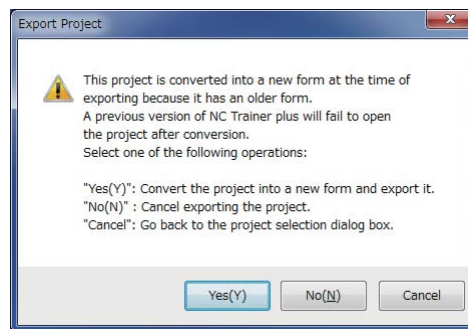 Export Project
This project is converted into a new form at the time of
exporting because it has an older form.
A previous version of NC Trainer plus will fail to open
the project after conversion.
Select one of the following operations:
"Yes(Y)": Convert the project into a new form and export it.
"No(N)" : Cancel exporting the project.
"Cancel": Go back to the project selection dialog box.
Yes(Y) No(N) Cancel